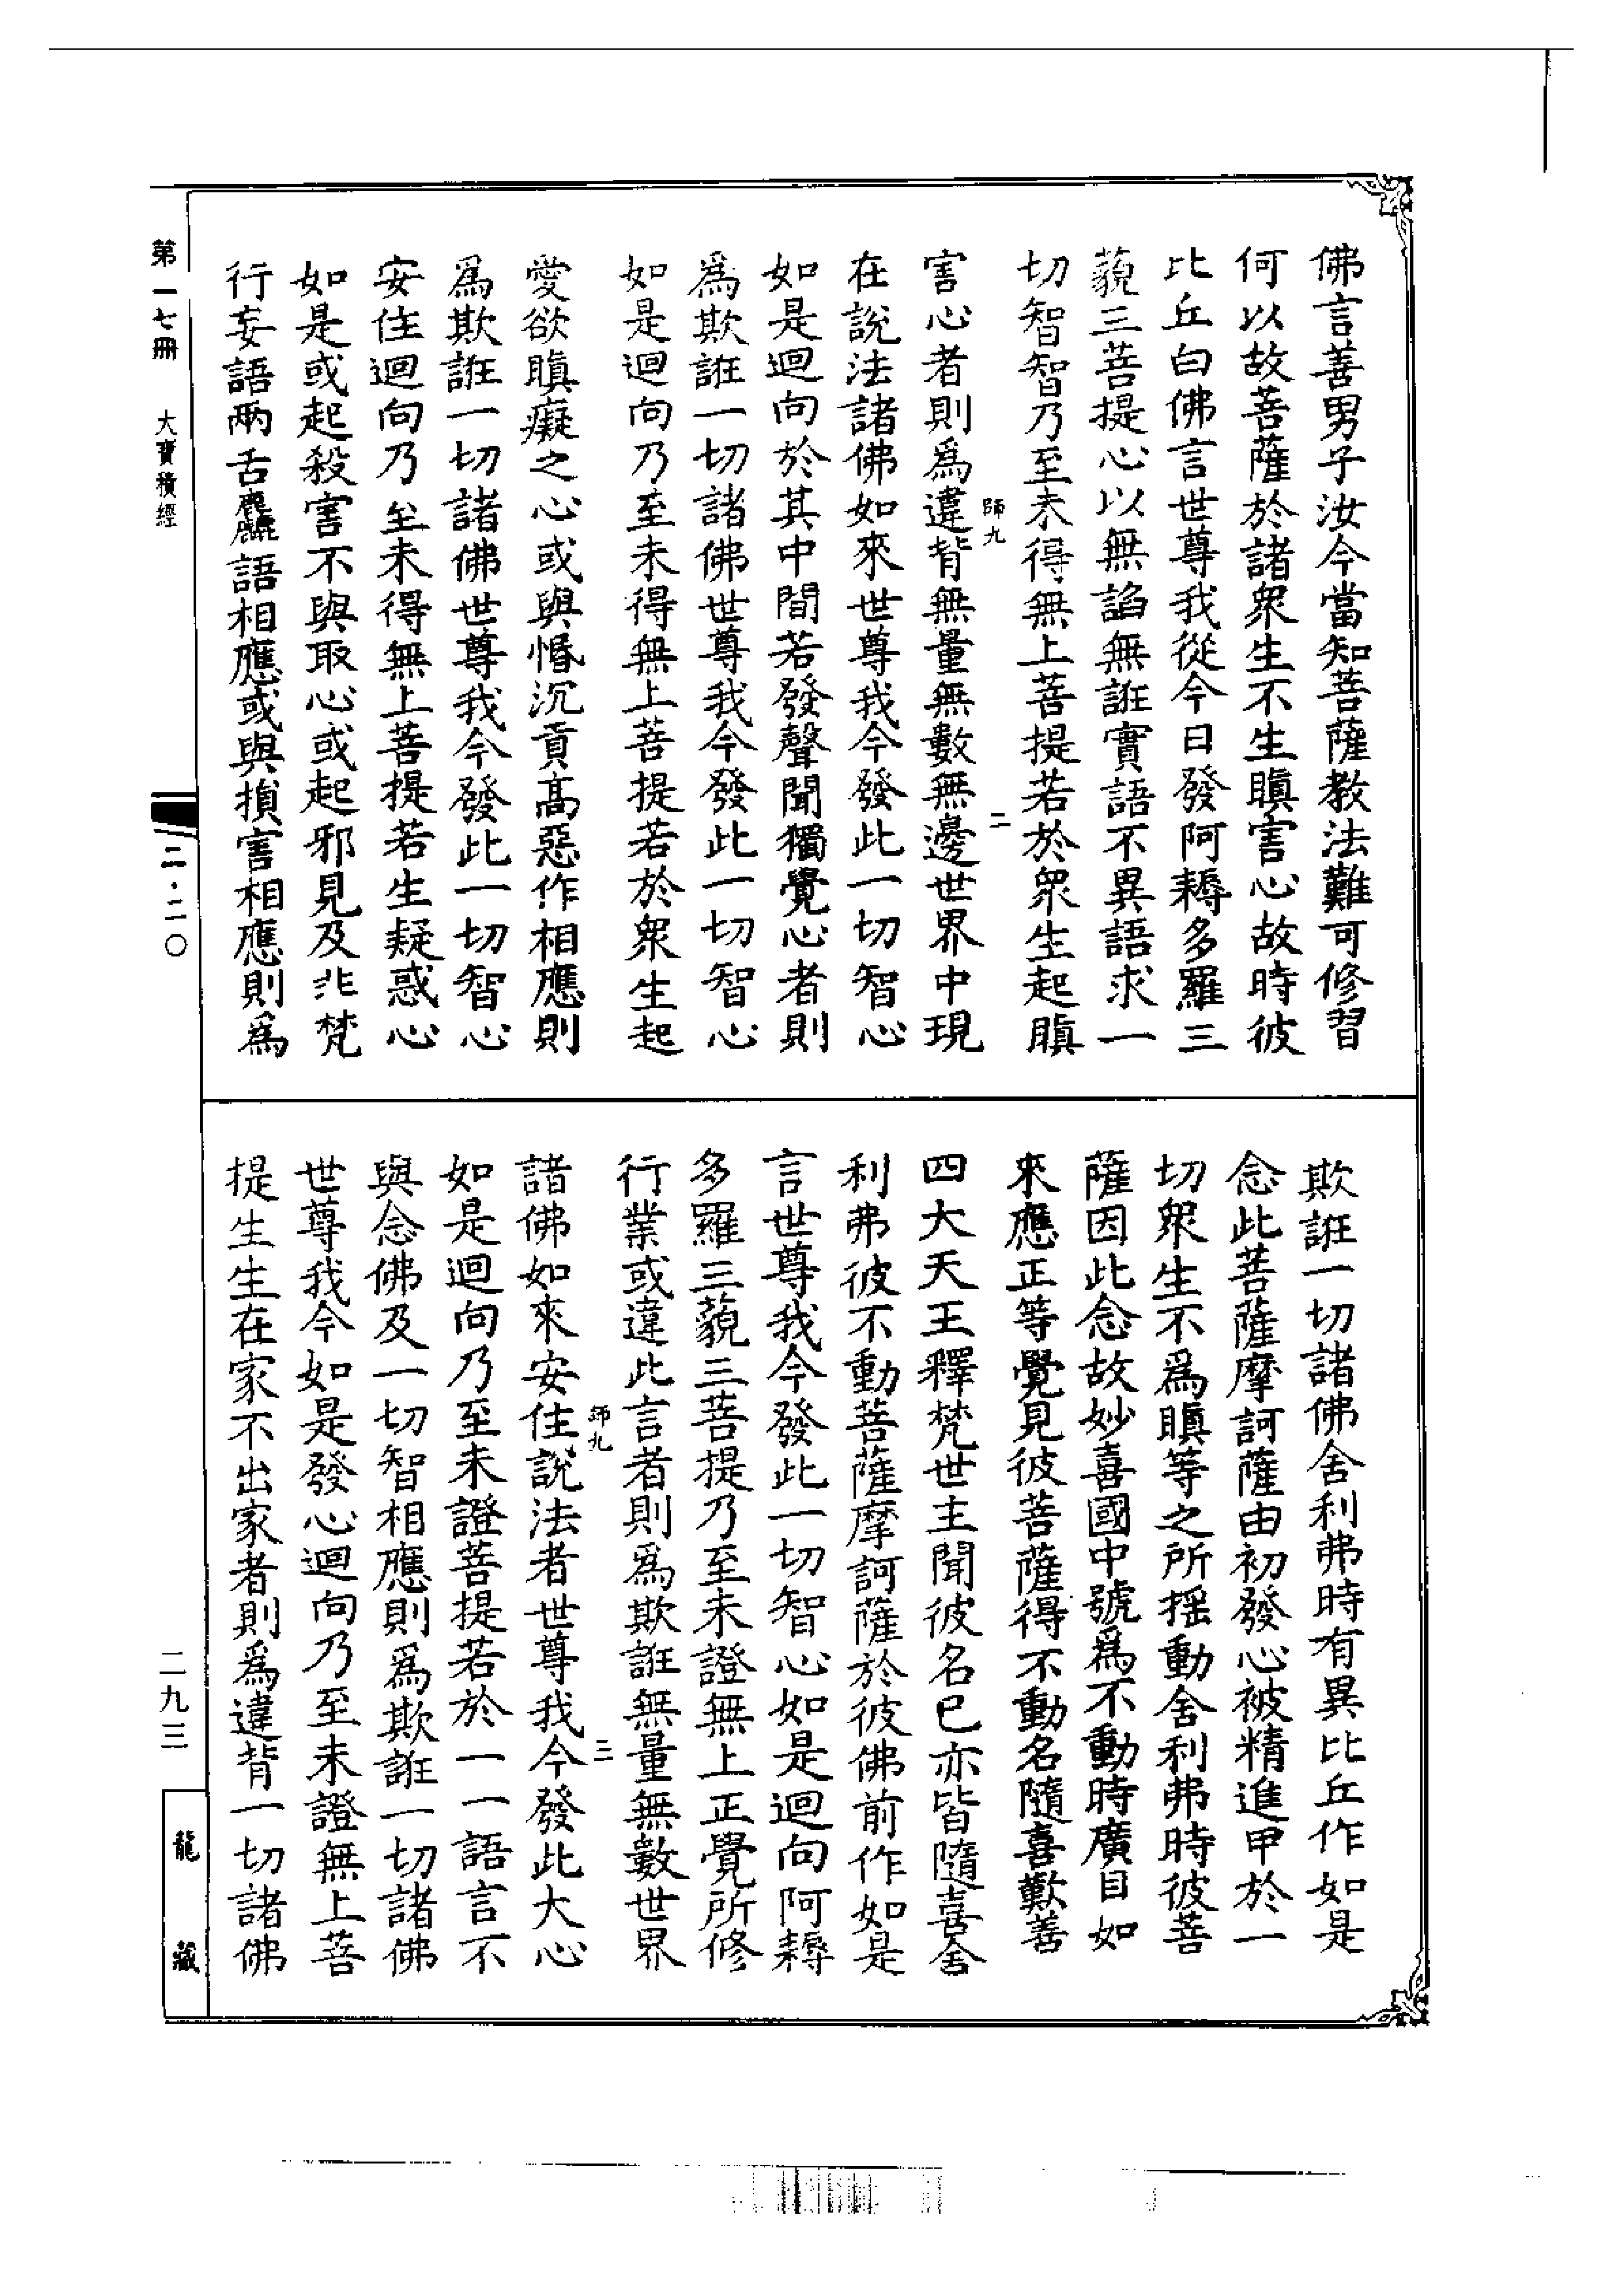 佛言善男子汝今當知菩薩教法難可修習
何以故菩薩於諸衆生不生瞋害心故時彼
比丘白佛言世尊我從今日發阿耨多羅三
藐三菩提心以無諂無誑實語不異語求一
切智智乃至未得無上菩提若於衆生起瞋
師九
二
害心者則爲違背無量無數無邊世界中現
在說法諸佛如來世尊我今發此一切智心
如是迴向於其中間若發聲聞獨覺心者則
爲欺誑一切諸佛世尊我今發此一切智心
如是迴向乃至未得無上菩提若於衆生起
愛欲瞋癡之心或與惛沉貢高惡作相應則
爲欺誑一切諸佛世尊我今發此一切智心
安住迴向乃至未得無上菩提若生疑惑心
如是或起殺害不與取心或起邪見及非梵
行妄語兩舌麤語相應或與損害相應則爲
欺誑一切諸佛舍利弗時有異比丘作如是
念此菩薩摩訶薩由初發心被精進甲於一
切衆生不爲瞋等之所揺動舍利弗時彼菩
薩因此念故妙喜國中號爲不動時廣目如
來應正等覺見彼菩薩得不動名隨喜歎善
四大天王釋梵世主聞彼名已亦皆隨喜舍
利弗彼不動菩薩摩訶薩於彼佛前作如是
言世尊我今發此一切智心如是迴向阿耨
多羅三藐三菩提乃至未證無上正覺所修
行業或違此言者則爲欺誑無量無數世界
師九
三
諸佛如來安住說法者世尊我今發此大心
如是迴向乃至未證菩提若於一一語言不
與念佛及一切智相應則爲欺誑一切諸佛
世尊我今如是發心迴向乃至未證無上菩
提生生在家不出家者則爲違背一切諸佛
第一七冊 大寶積經
二·二〇
二九三
龍藏